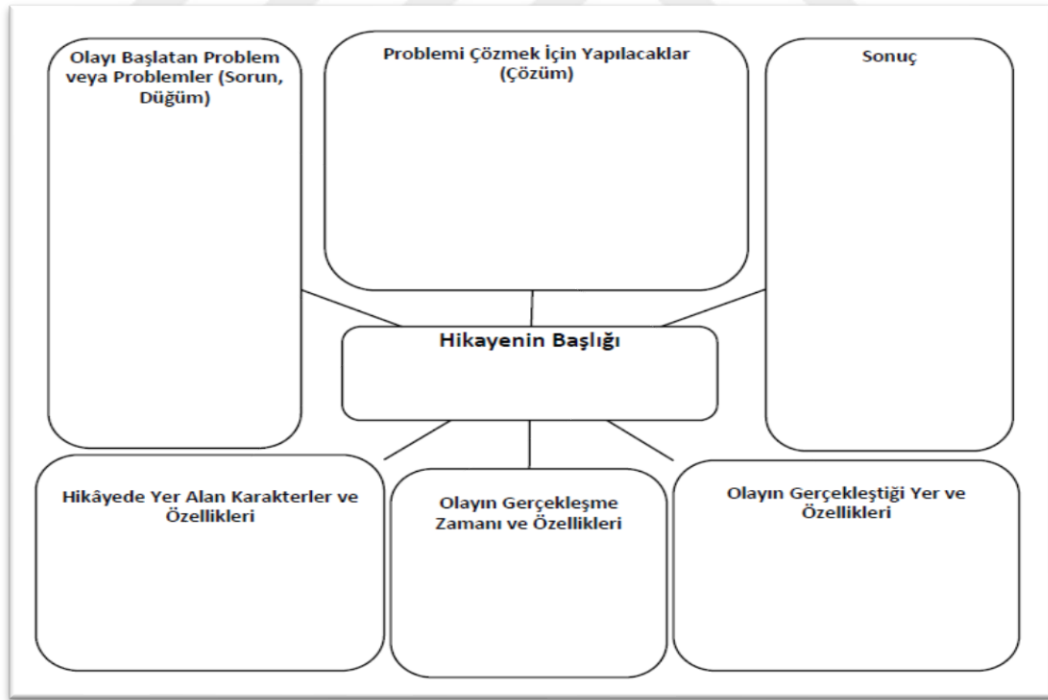 Olayı Başlatan Problem
veya Problemler (Sorun,
Düğüm)
Problemi Çözmek İçin Yapılacaklar
(Çözüm)
Sonuç
Hikayenin Başlığı
Hikâyede Yer Alan Karakterler ve
Özellikleri
Olayın Gerçekleşme
Zamanı ve Özellikleri
Olayın Gerçekleştiği Yer ve
Özellikleri